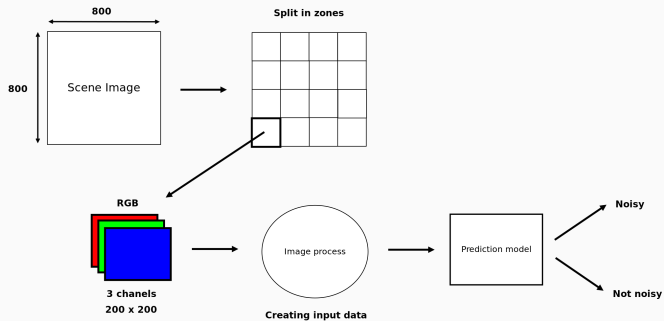 800
Split in zones
800
Scene Image
RGB
3 chanels
200 x 200
Image process
Creating input data
Prediction model
Noisy
Not noisy